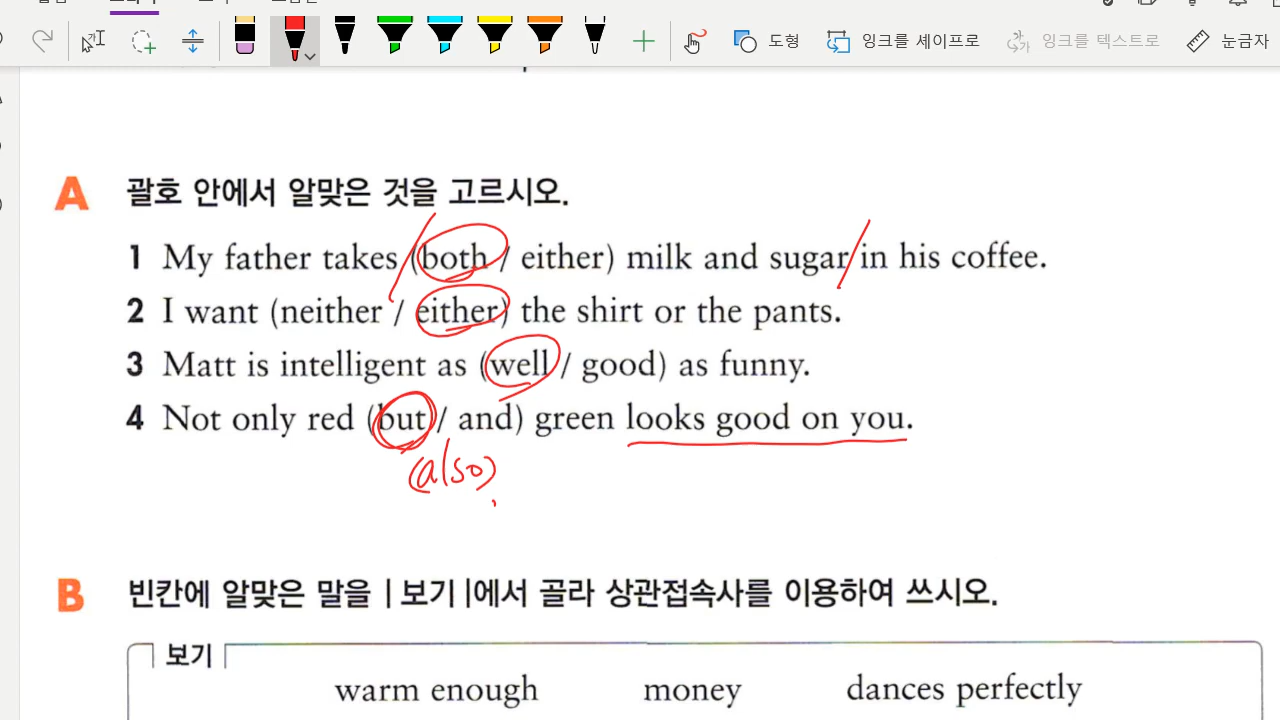 도형 잉크를 셰이프로 잉크를 텍스트로 눈금자
A 괄호 안에서 알맞은 것을 고르시오.
1 My father takes (both / either) milk and sugar in his coffee.
2 I want (neither / either) the shirt or the pants.
3 Matt is intelligent as (well / good) as funny.
4 Not only red (but / and) green looks good on you.
(also)
B 빈칸에 알맞은 말을 |보기|에서 골라 상관접속사를 이용하여 쓰시오.
보기
warm enough money dances perfectly